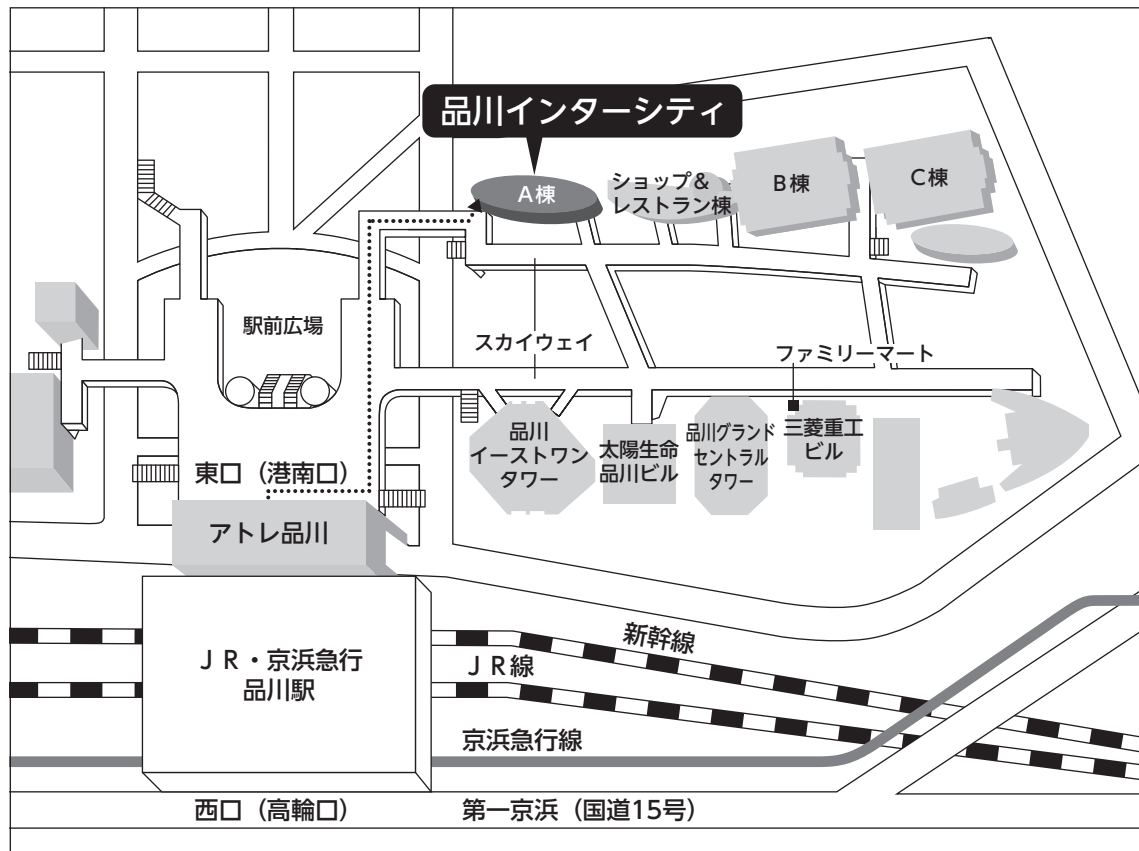 品川インターシティ
A棟
ショップ&
レストラン棟
B棟
C棟
駅前広場
スカイウェイ
ファミリーマート
品川
イーストワン
タワー
太陽生命
品川ビル
品川グランド
セントラル
タワー
三菱重工
ビル
東口（港南口）
アトレ品川
新幹線
ＪＲ・京浜急行
品川駅
ＪＲ線
京浜急行線
西口（高輪口）
第一京浜（国道15号）